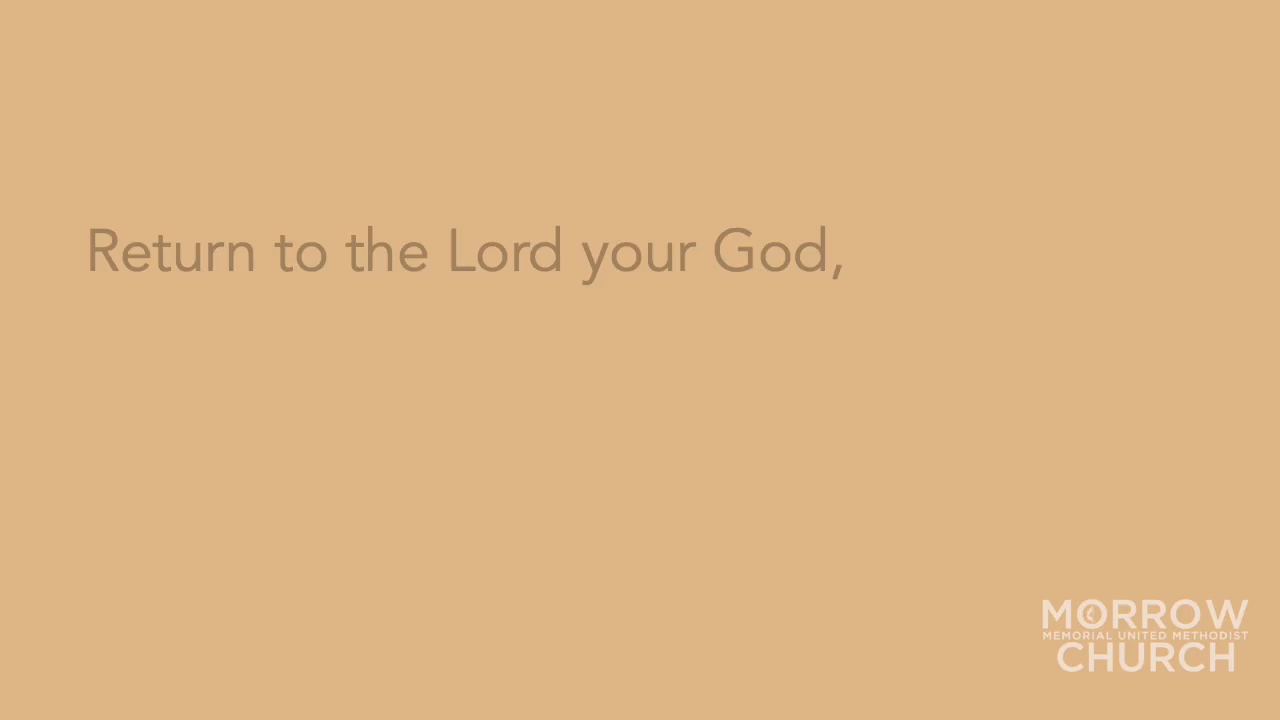 Return to the Lord your God,
MORROW
MEMORIAL UNITED METHODIST
CHURCH